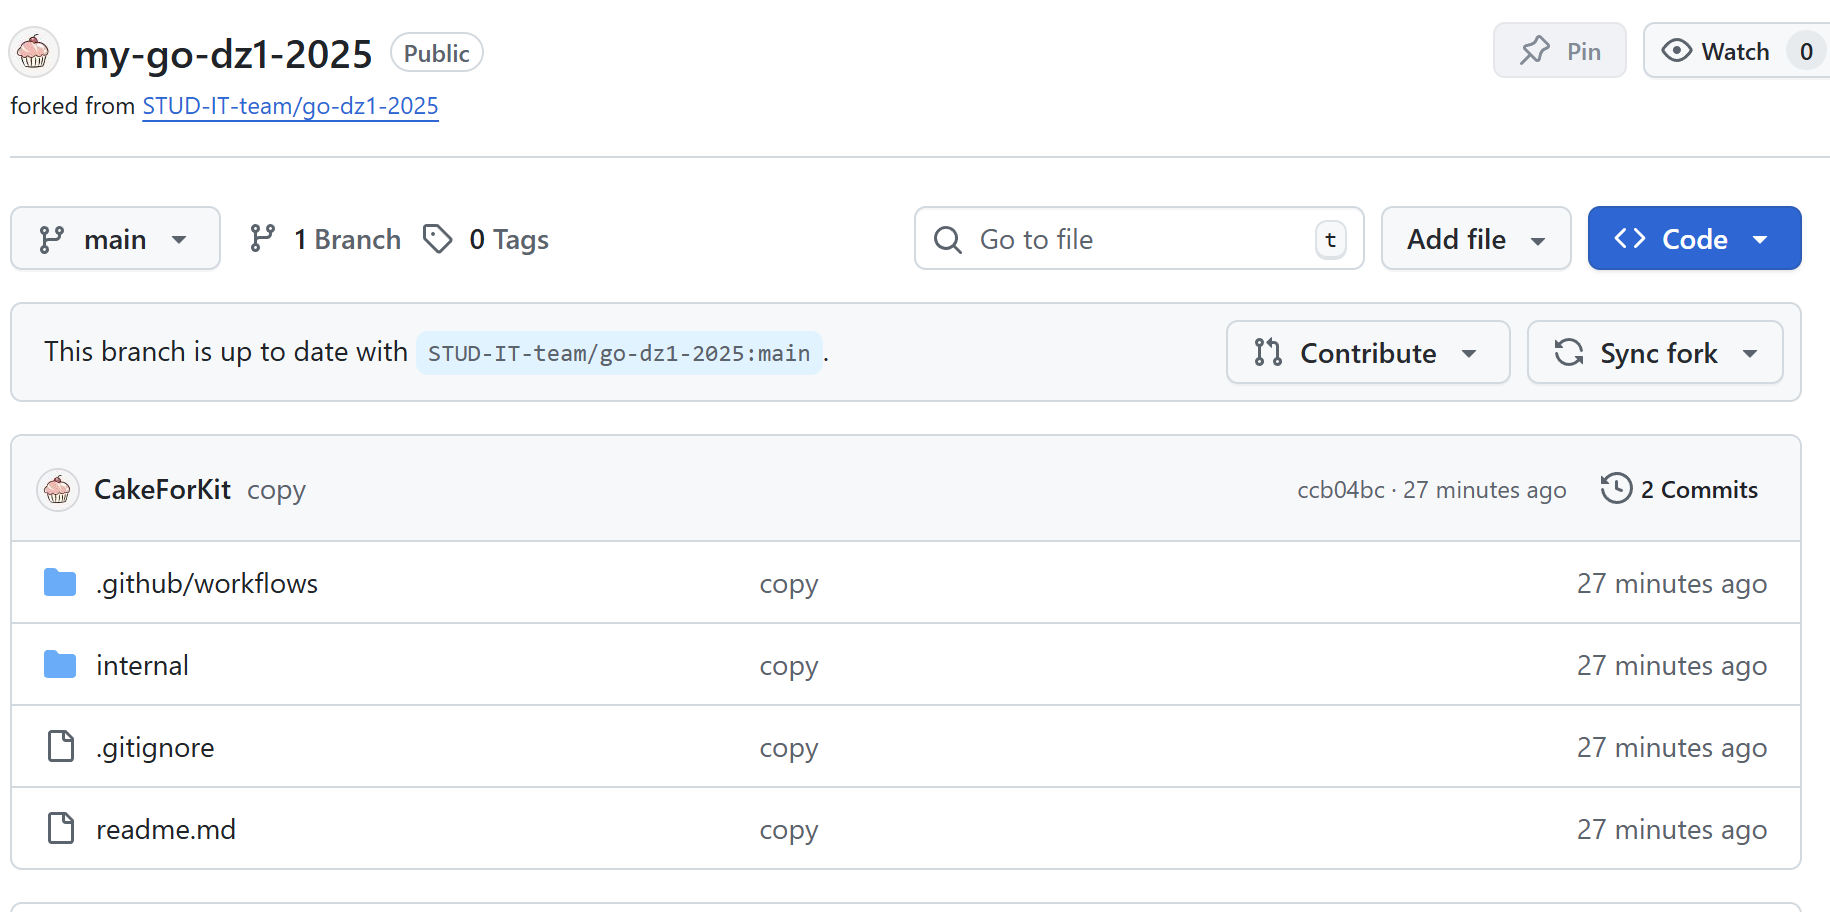 my-go-dz1-2025 Public Pin Watch 0
forked from STUD-IT-team/go-dz1-2025
main 1 Branch 0 Tags Go to file t Add file Code
This branch is up to date with STUD-IT-team/go-dz1-2025:main . Contribute Sync fork
CakeForKit copy ccb04bc · 27 minutes ago 2 Commits
.github/workflows copy 27 minutes ago
internal copy 27 minutes ago
.gitignore copy 27 minutes ago
readme.md copy 27 minutes ago